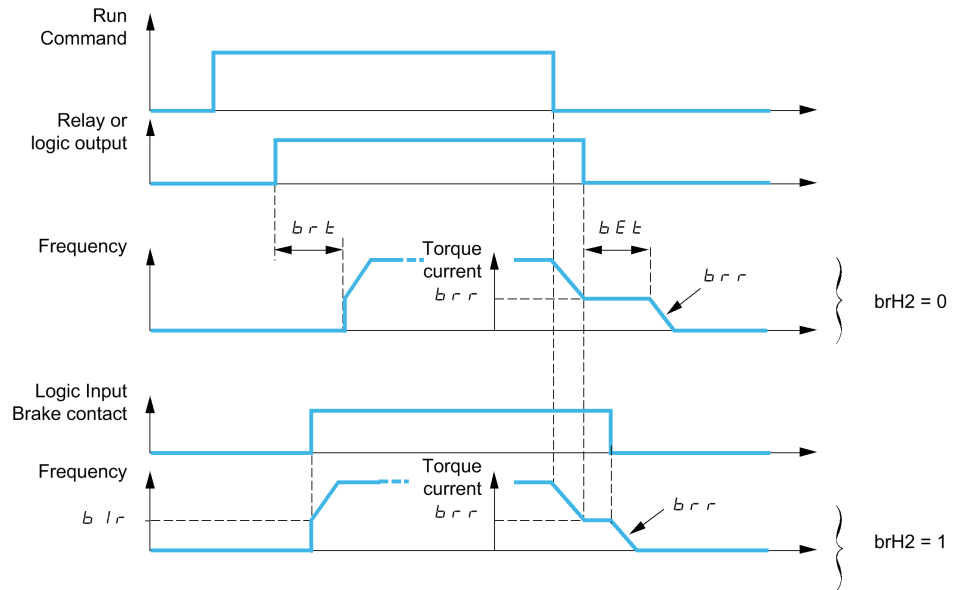 Run
Command
Relay or
logic output
Frequency
b r t
Torque
current
b r r
b E t
b r r
brH2 = 0
Logic Input
Brake contact
Frequency
b I r
Torque
current
b r r
b r r
brH2 = 1